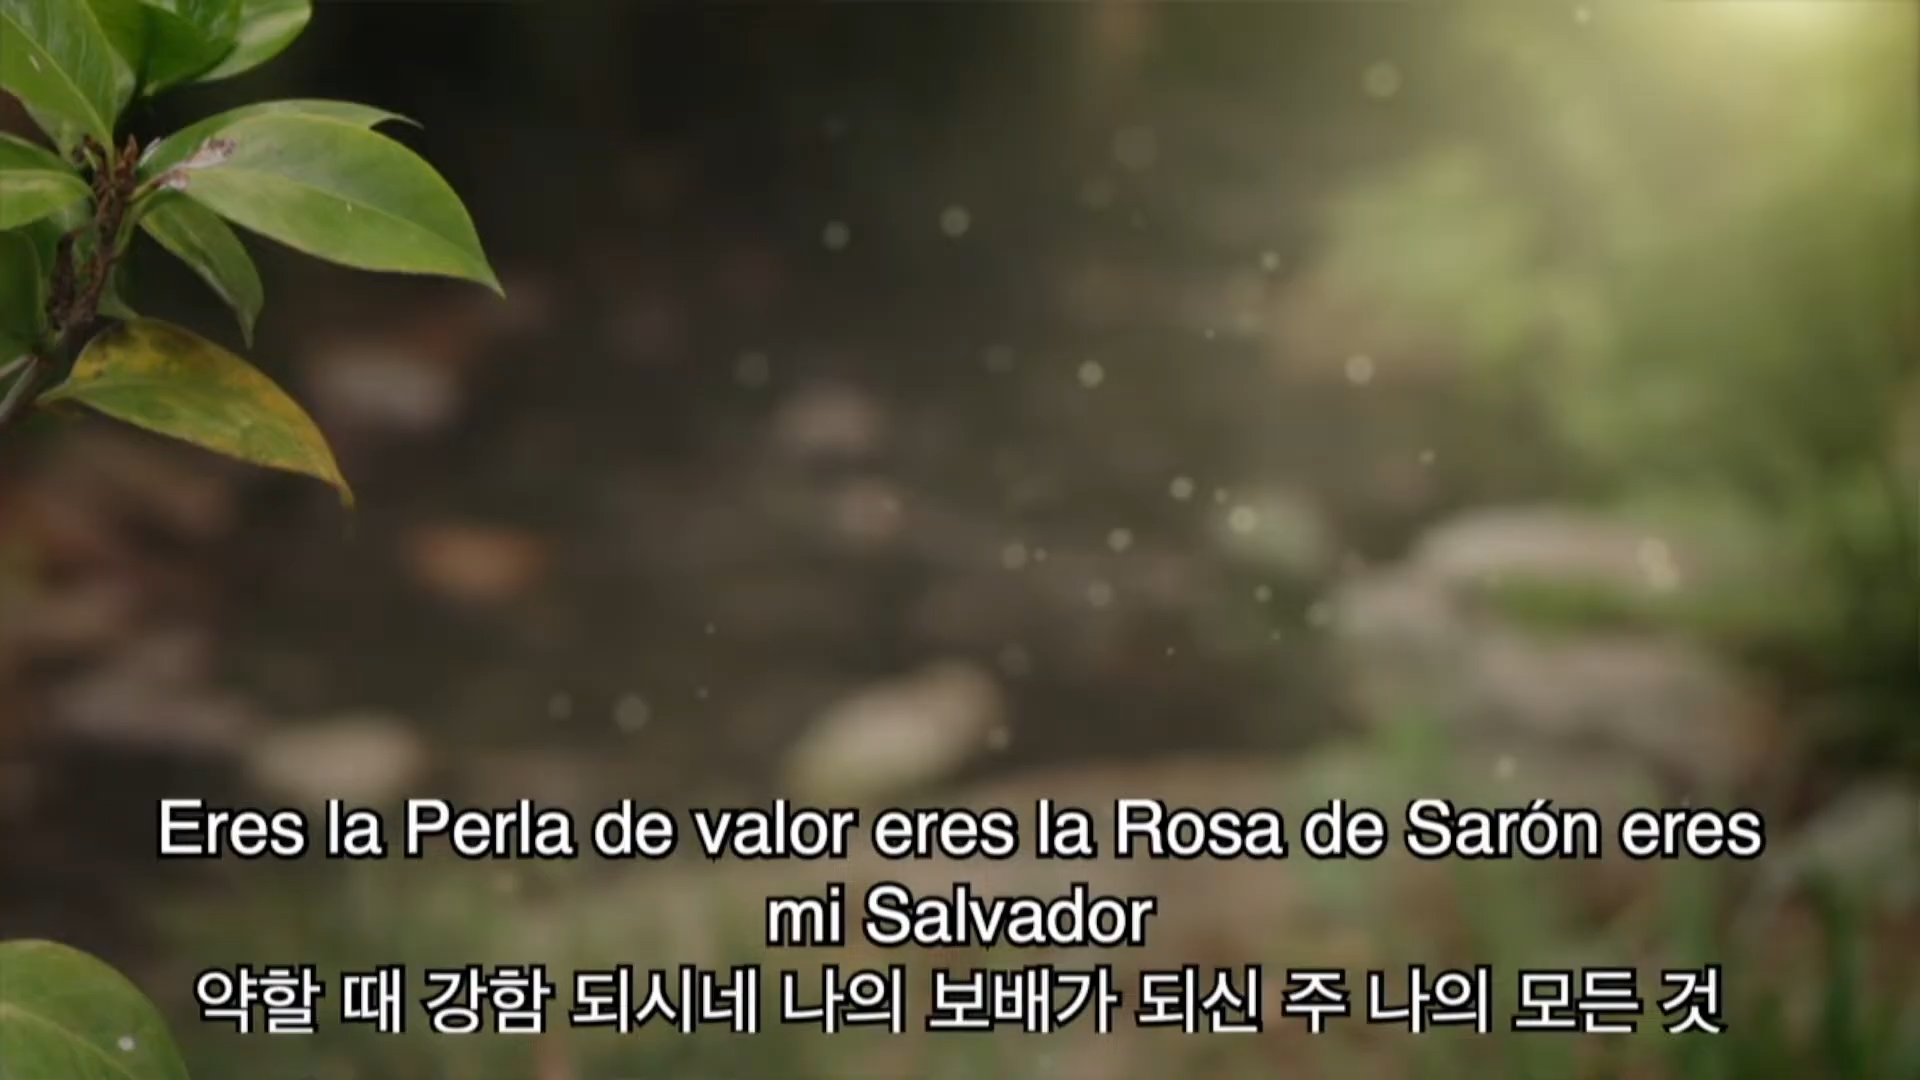 Eres la Perla de valor eres la Rosa de Sarón eres
mi Salvador
약할 때 강함 되시네 나의 보배가 되신 주 나의 모든 것